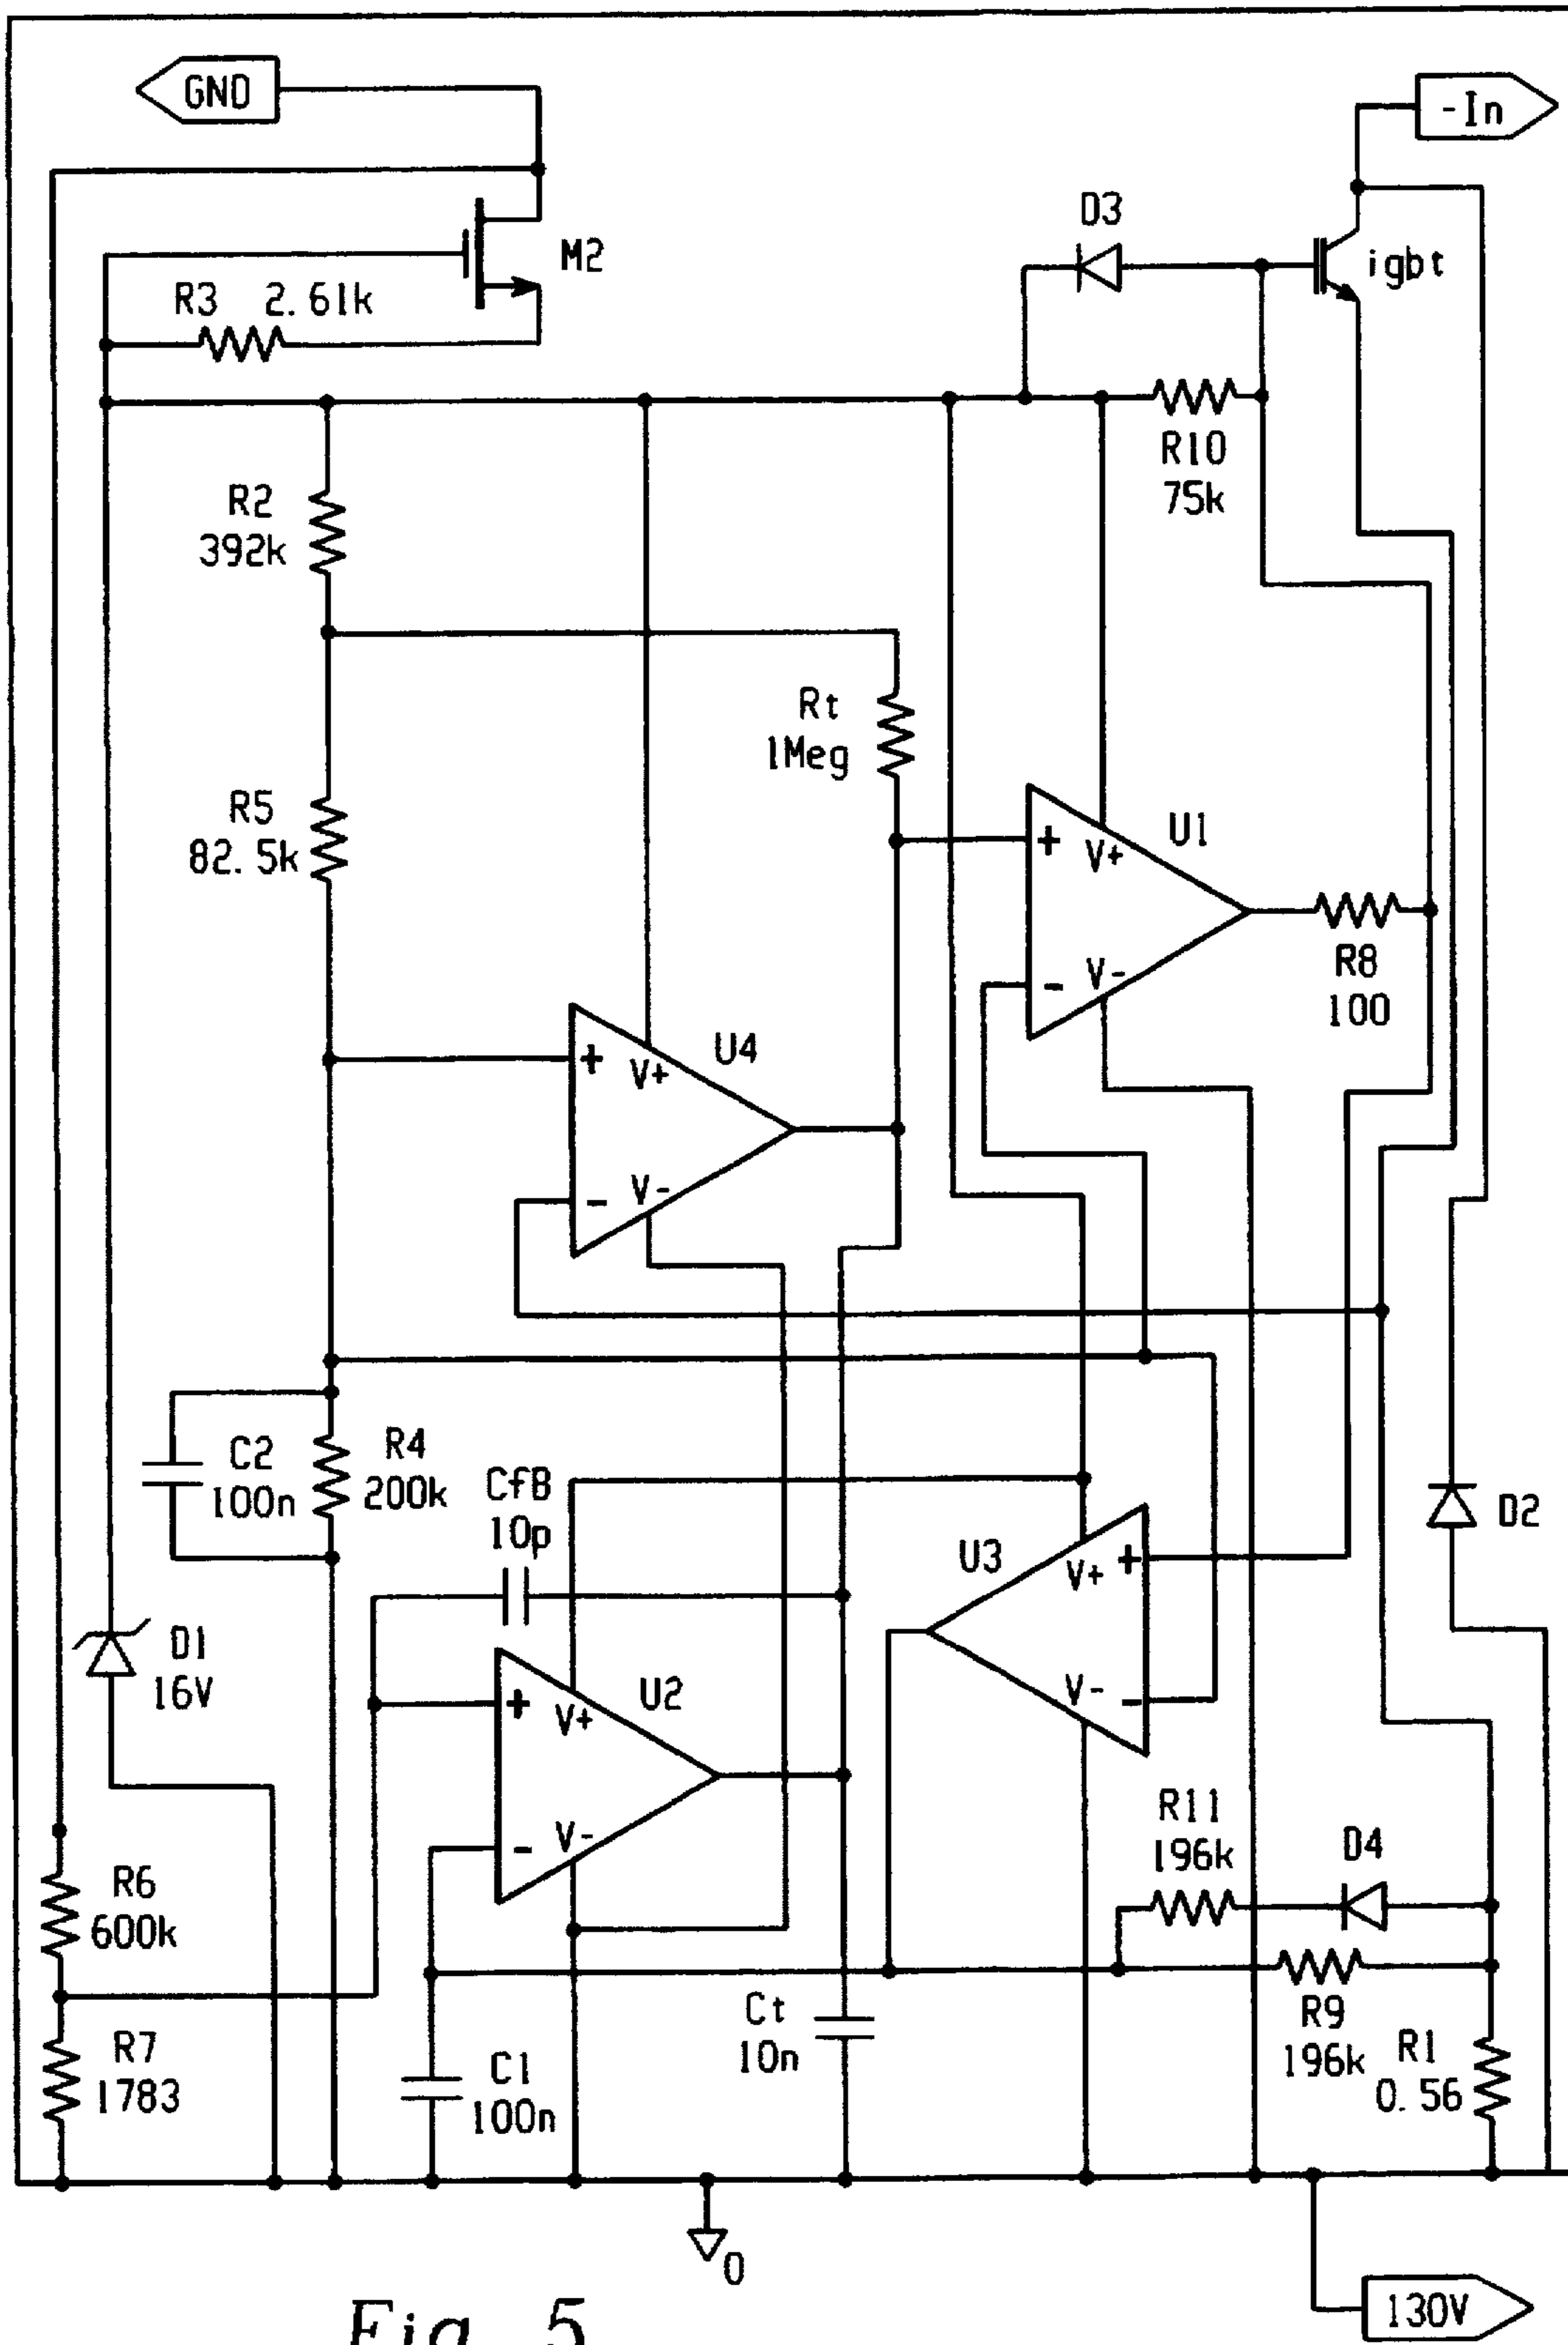 GND
-In
D3
M2
igbt
R3 2.61k
R10
75k
R2
392k
Rt
1Meg
R5
82.5k
U1
+
V+
-
V-
R8
100
U4
+
V+
-
V-
C2
100n
R4
200k
CfB
10p
D2
U3
V+
+
V-
-
D1
16V
U2
+
V+
-
V-
R11
196k
D4
R6
600k
R9
196k
R1
0.56
Ct
10n
R7
1783
C1
100n
0
130V
Fig. 5